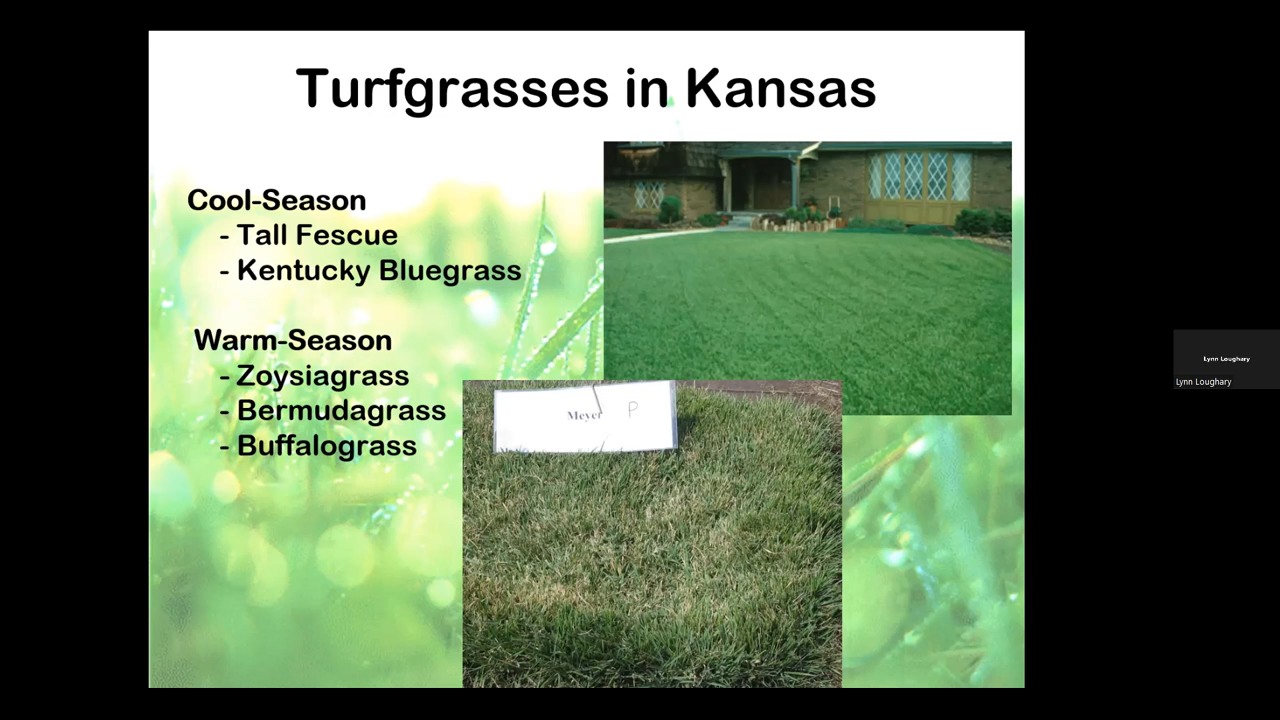 Turfgrasses in Kansas
Cool-Season
- Tall Fescue
- Kentucky Bluegrass
Warm-Season
- Zoysiagrass
- Bermudagrass
- Buffalograss
Meyer P
Lynn Loughary
Lynn Loughary